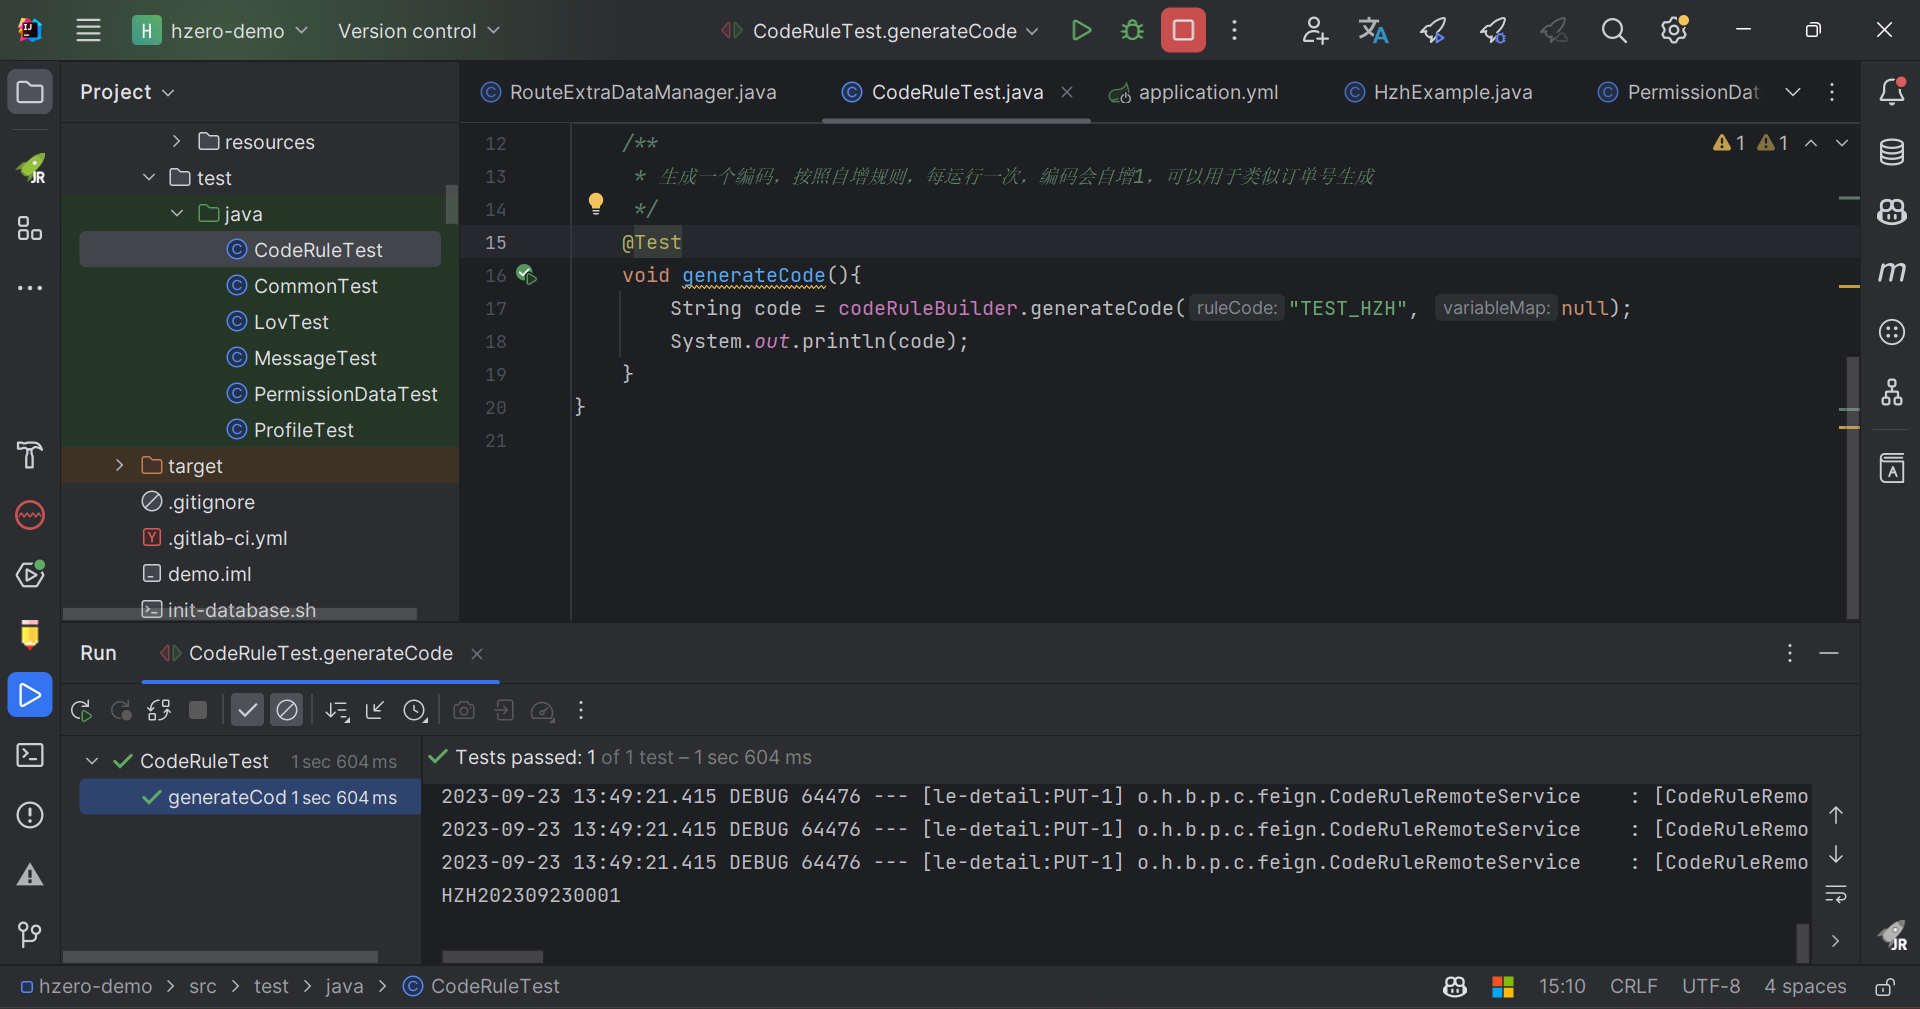 H hzero-demo Version control CodeRuleTest.generateCode
Project
resources
test
java
CodeRuleTest
CommonTest
LovTest
MessageTest
PermissionDataTest
ProfileTest
target
.gitignore
.gitlab-ci.yml
demo.iml
init-database.sh
RouteExtraDataManager.java CodeRuleTest.java application.yml HzhExample.java PermissionDat
1 1
12 /**
13 * 生成一个编码，按照自增规则，每运行一次，编码会自增1，可以用于类似订单号生成
14 */
15 @Test
16 void generateCode(){
17 String code = codeRuleBuilder.generateCode( ruleCode: "TEST_HZH", variableMap: null);
18 System.out.println(code);
19 }
20 }
21
Run CodeRuleTest.generateCode
CodeRuleTest 1 sec 604 ms
generateCod 1 sec 604 ms
Tests passed: 1 of 1 test – 1 sec 604 ms
2023-09-23 13:49:21.415 DEBUG 64476 --- [le-detail:PUT-1] o.h.b.p.c.feign.CodeRuleRemoteService : [CodeRuleRemo
2023-09-23 13:49:21.415 DEBUG 64476 --- [le-detail:PUT-1] o.h.b.p.c.feign.CodeRuleRemoteService : [CodeRuleRemo
2023-09-23 13:49:21.415 DEBUG 64476 --- [le-detail:PUT-1] o.h.b.p.c.feign.CodeRuleRemoteService : [CodeRuleRemo
HZH202309230001
hzero-demo > src > test > java > CodeRuleTest
15:10 CRLF UTF-8 4 spaces